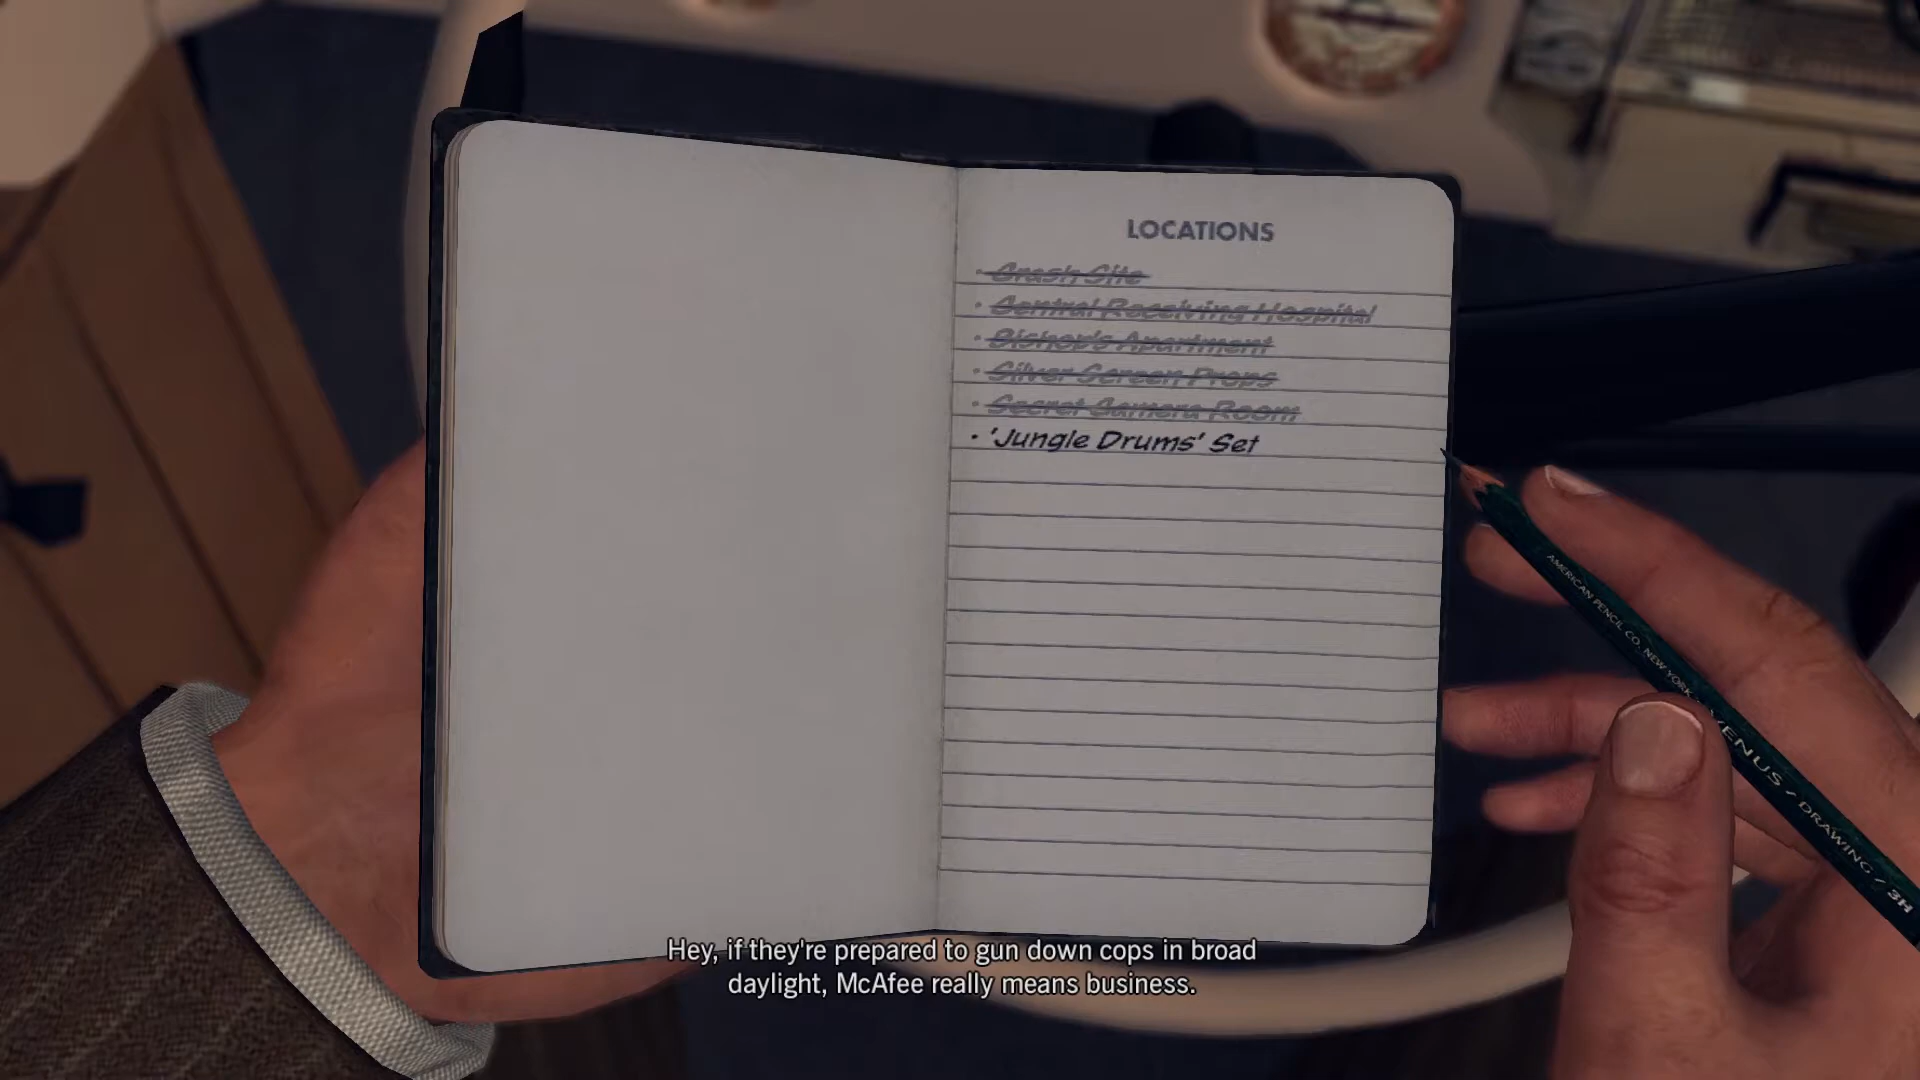 LOCATIONS
· Crash Site
· Central Receiving Hospital
· Bishop's Apartment
· Silver Screen Props
· Secret Camera Room
· 'Jungle Drums' Set
AMERICAN PENCIL CO. NEW YORK VENUS / DRAWING / 3H
Hey, if they're prepared to gun down cops in broad
daylight, McAfee really means business.